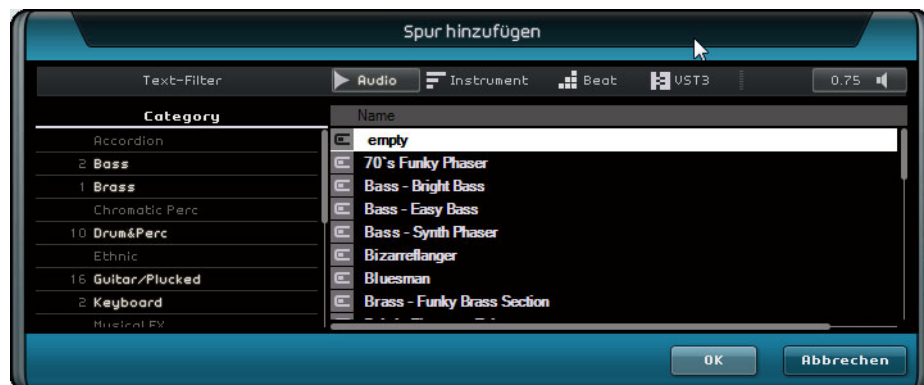 Spur hinzufügen
Text-Filter
Audio
Instrument
Beat
VST3
0.75
Category
Name
Accordion
2 Bass
1 Brass
Chromatic Perc
10 Drum&Perc
Ethnic
16 Guitar/Plucked
2 Keyboard
Musical FX
empty
70`s Funky Phaser
Bass - Bright Bass
Bass - Easy Bass
Bass - Synth Phaser
Bizarreflanger
Bluesman
Brass - Funky Brass Section
OK
Abbrechen